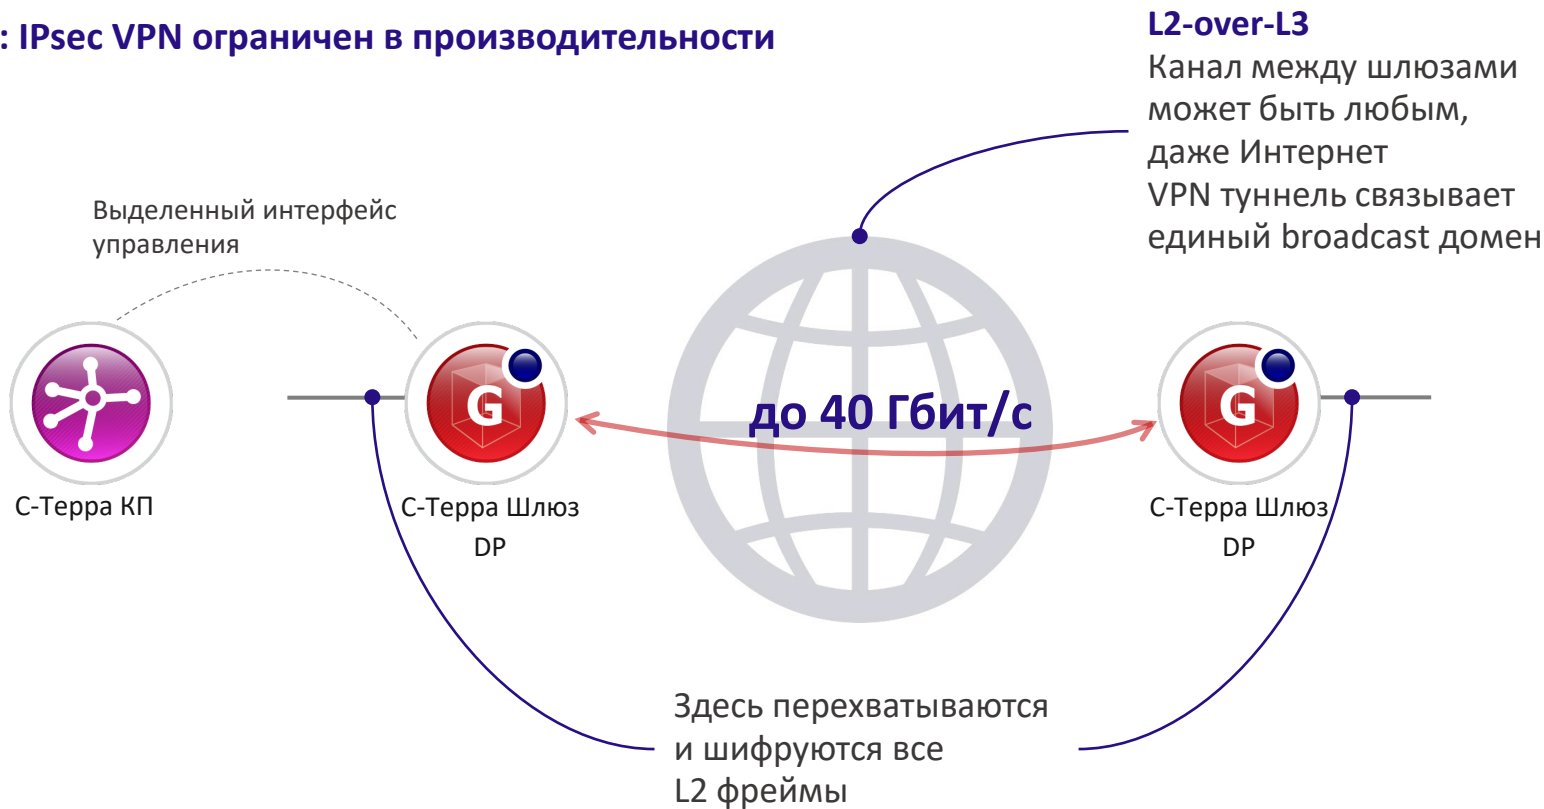 : IPsec VPN ограничен в производительности
L2-over-L3
Канал между шлюзами
может быть любым,
даже Интернет
VPN туннель связывает
единый broadcast домен
Выделенный интерфейс
управления
G
до 40 Гбит/с
G
С-Терра КП
С-Терра Шлюз
DP
С-Терра Шлюз
DP
Здесь перехватываются
и шифруются все
L2 фреймы